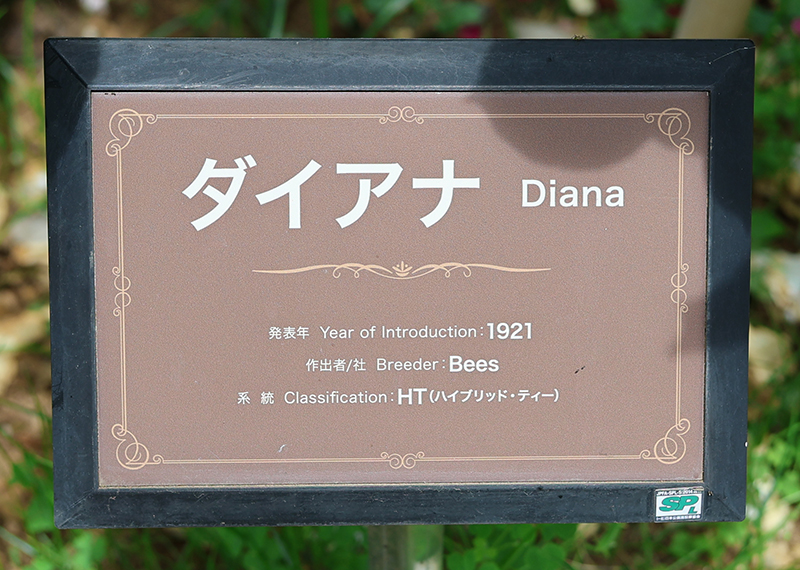 ダイアナ Diana
発表年 Year of Introduction：1921
作出者/社 Breeder：Bees
系 統 Classification：HT（ハイブリッド・ティー）
SPL